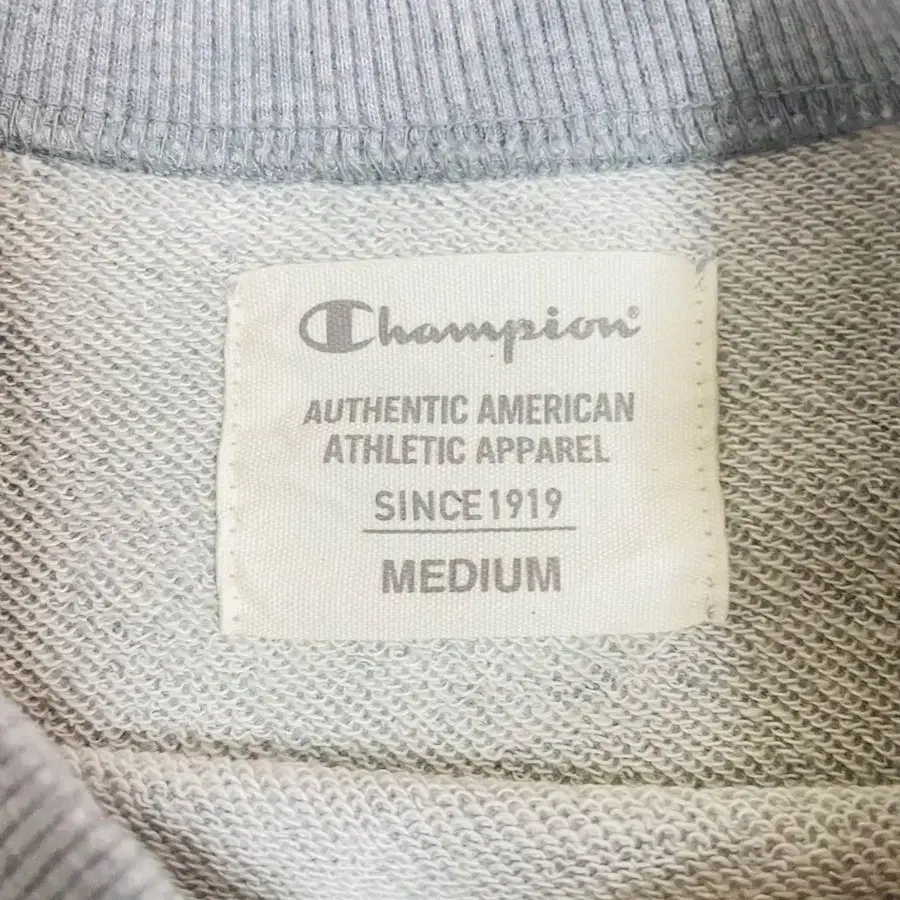 Champion®
AUTHENTIC AMERICAN
ATHLETIC APPAREL
SINCE 1919
MEDIUM